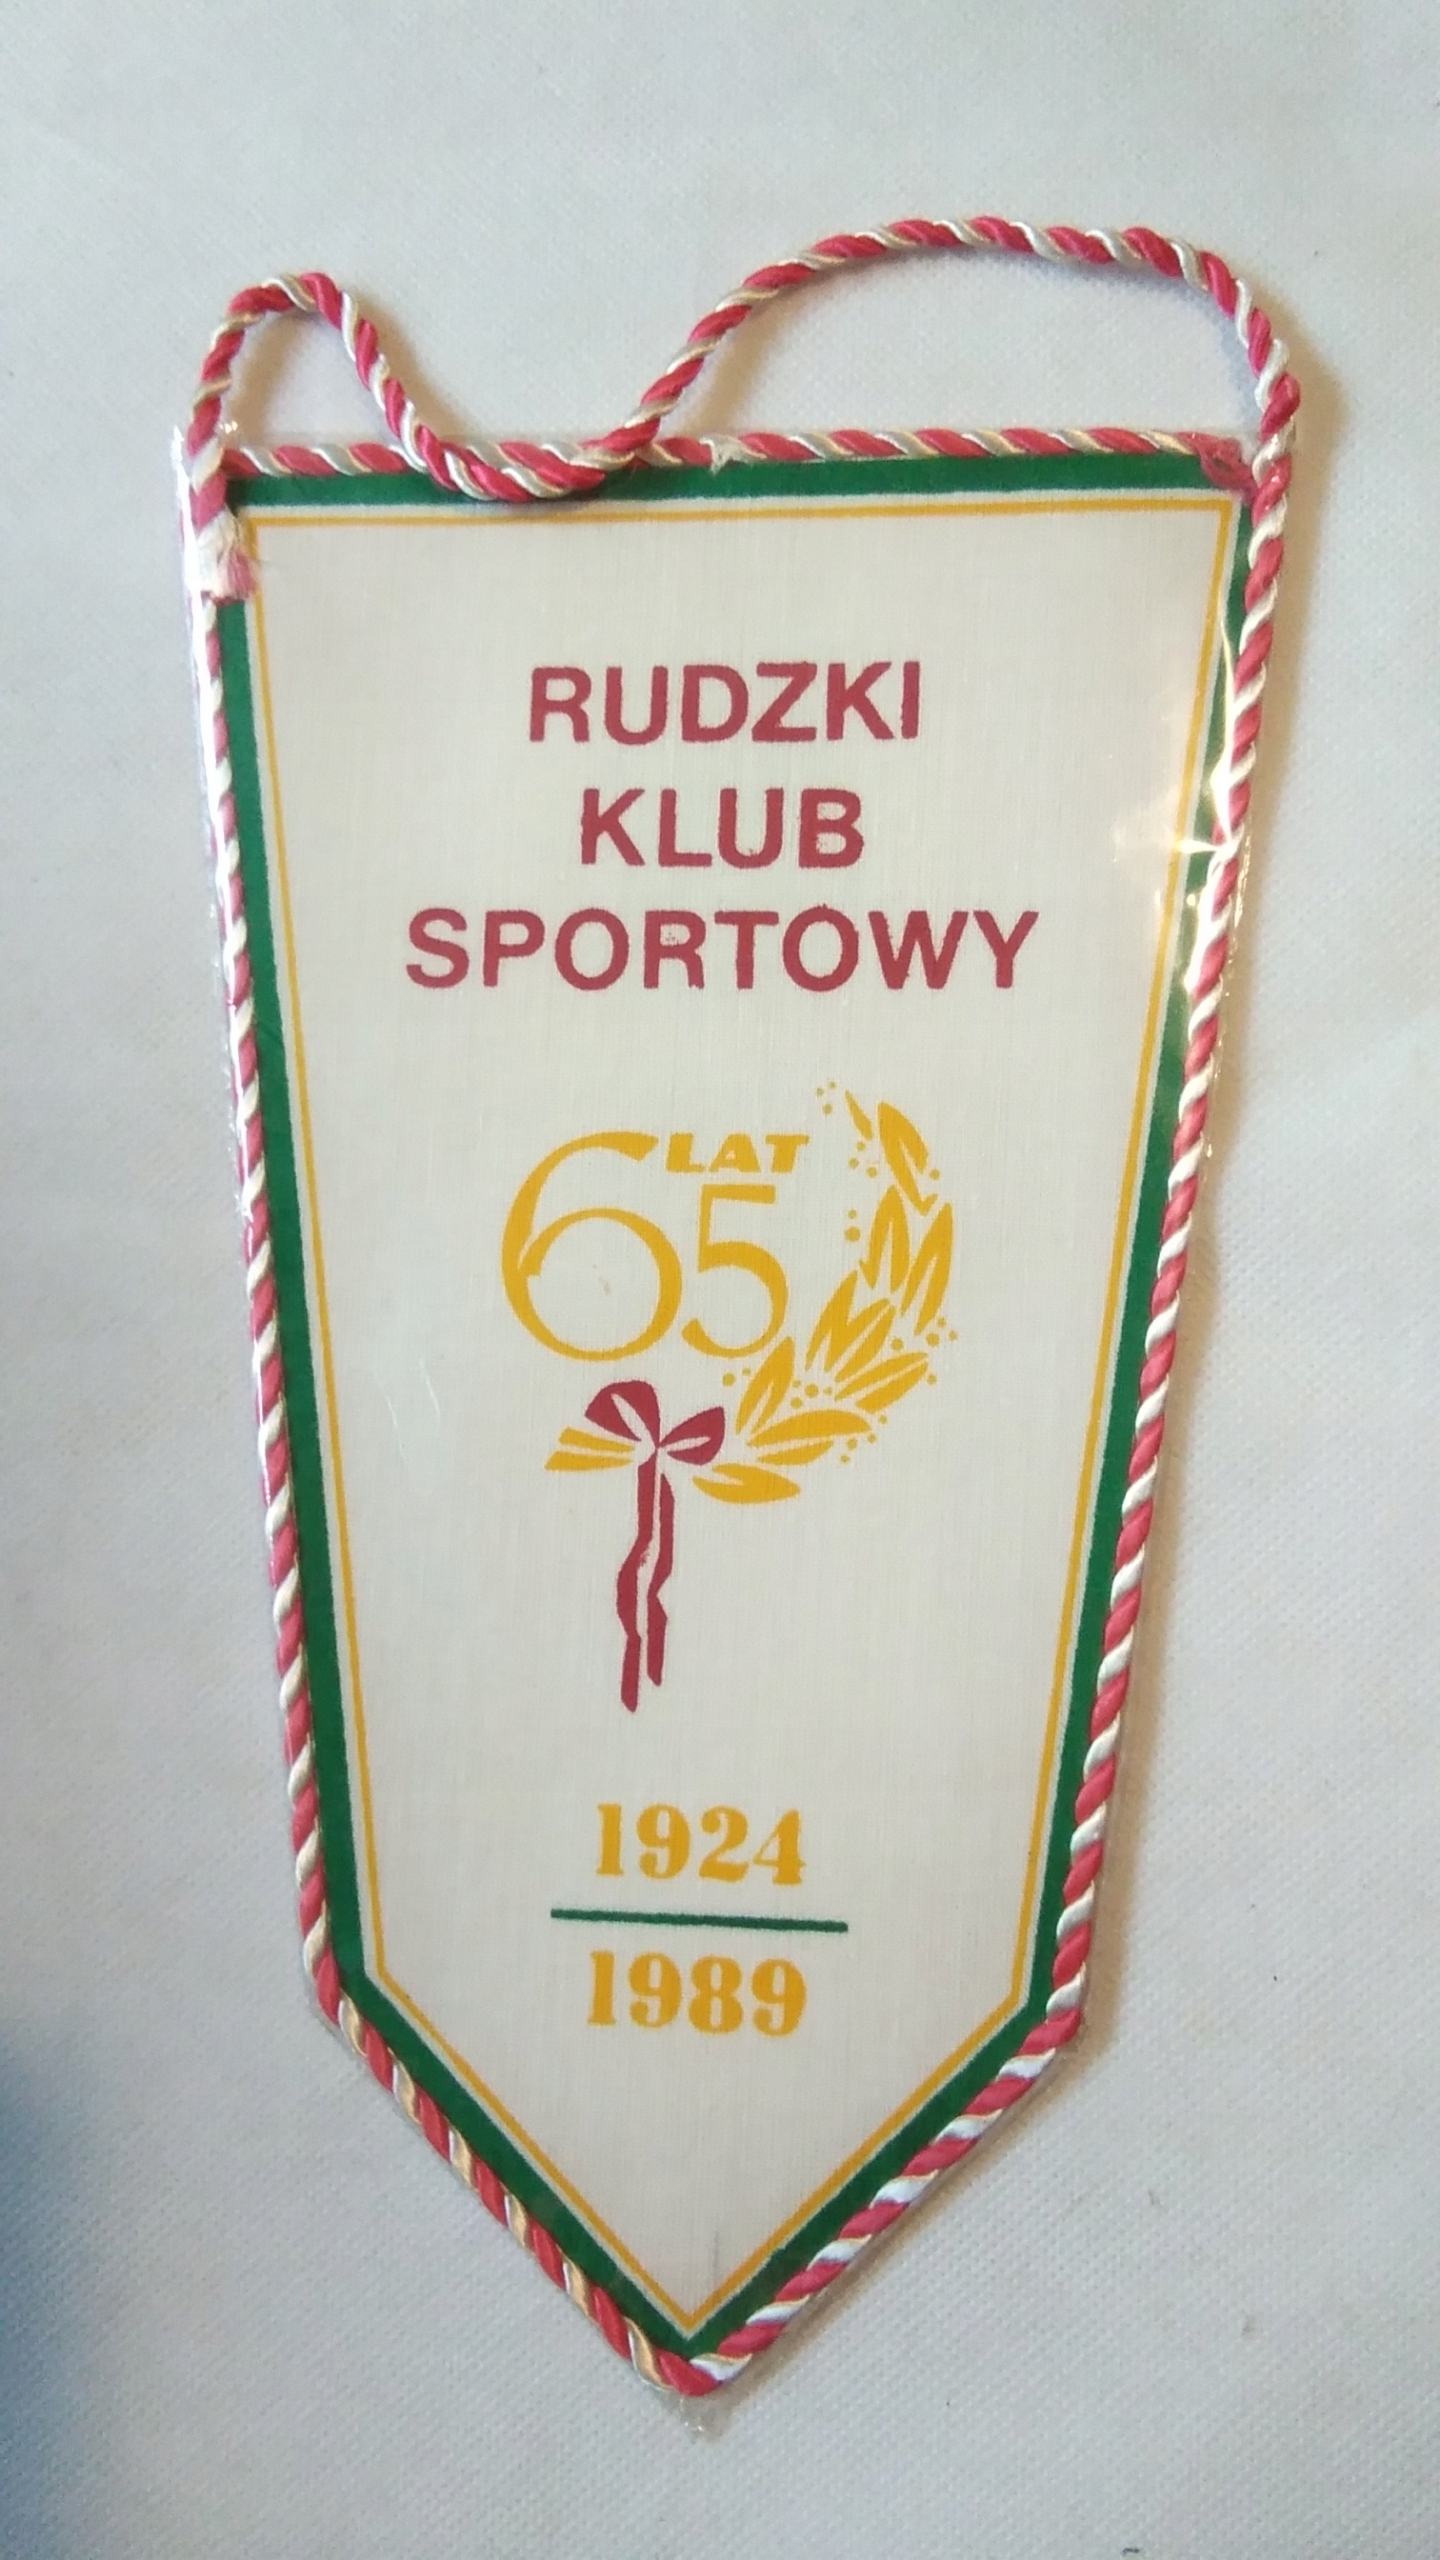 RUDZKI
KLUB
SPORTOWY
65 LAT
1924
1989